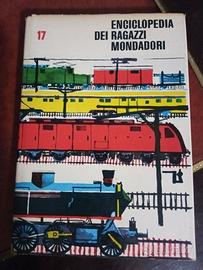 17
ENCICLOPEDIA
DEI RAGAZZI
MONDADORI